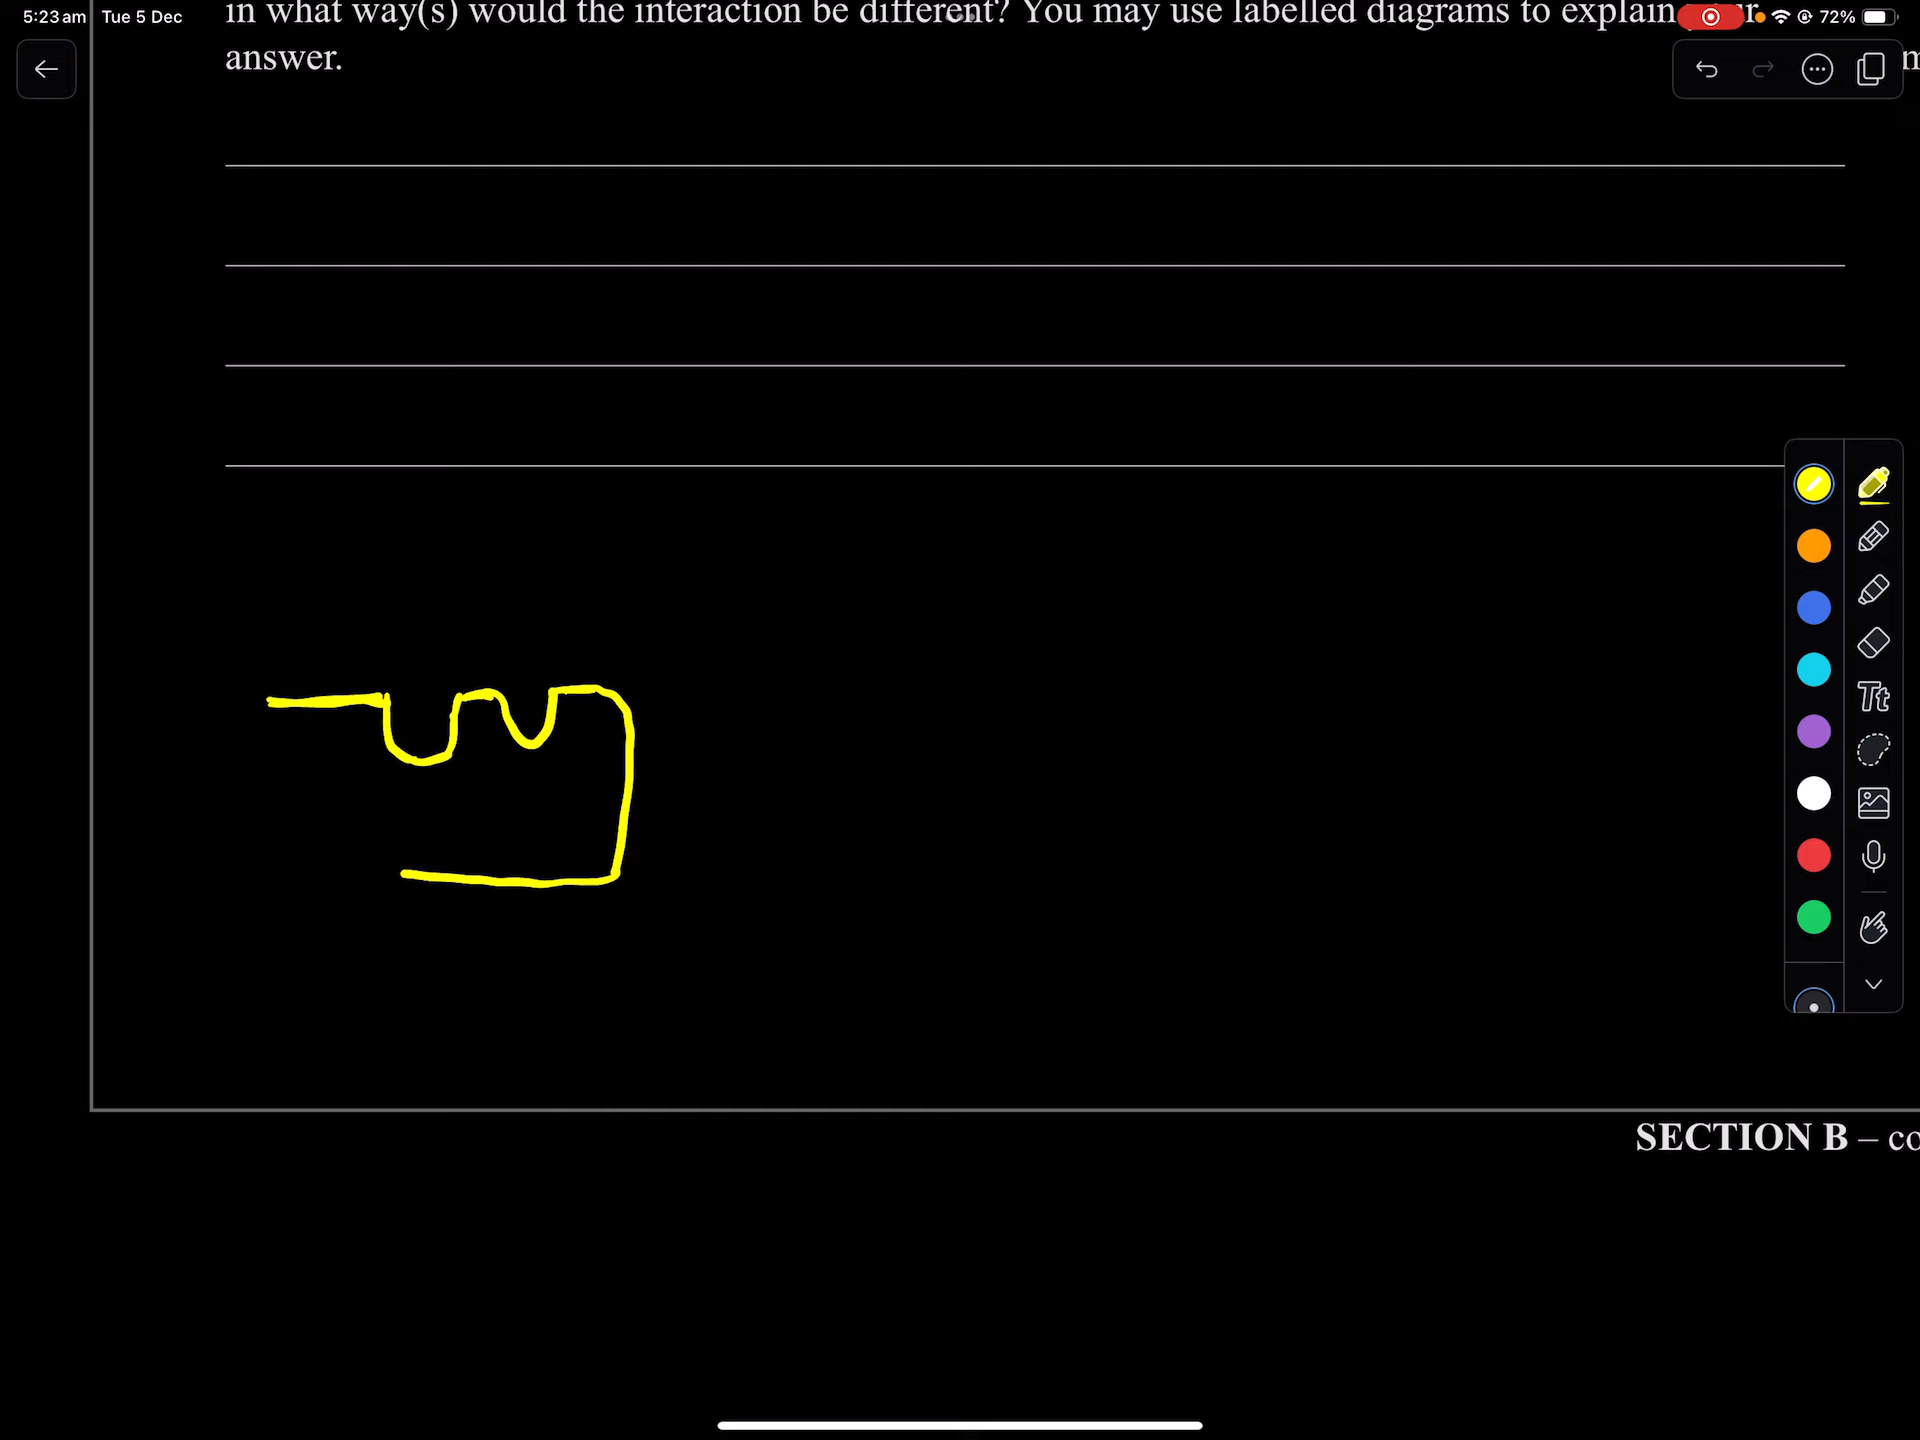 5:23 am Tue 5 Dec
72%
in what way(s) would the interaction be different? You may use labelled diagrams to explain
answer.
Tt
SECTION B – co